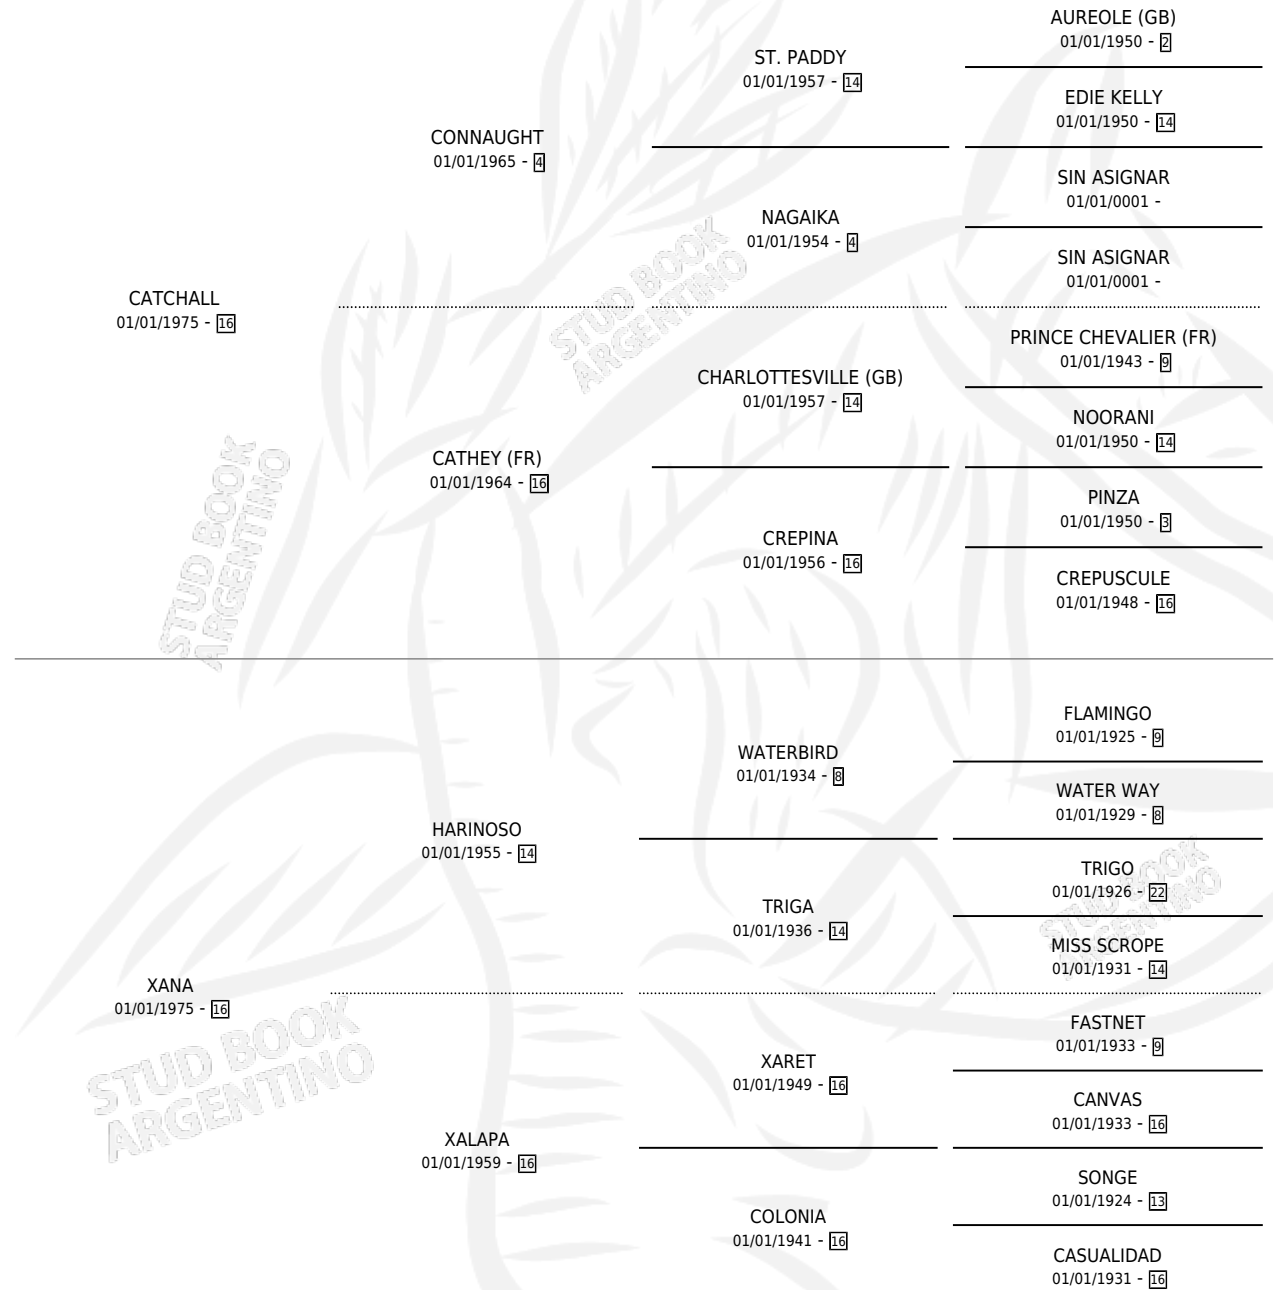 AUREOLE (GB)
01/01/1950 - 2
ST. PADDY
01/01/1957 - 14
EDIE KELLY
01/01/1950 - 14
CONNAUGHT
01/01/1965 - 4
SIN ASIGNAR
01/01/0001 -
NAGAIKA
01/01/1954 - 4
SIN ASIGNAR
01/01/0001 -
CATCHALL
01/01/1975 - 16
STUD BOOK
ARGENTINO
PRINCE CHEVALIER (FR)
01/01/1943 - 9
CHARLOTTESVILLE (GB)
01/01/1957 - 14
NOORANI
01/01/1950 - 14
CATHEY (FR)
01/01/1964 - 16
PINZA
01/01/1950 - 3
CREPINA
01/01/1956 - 16
CREPUSCULE
01/01/1948 - 16
STUD BOOK
ARGENTINO
FLAMINGO
01/01/1925 - 9
WATERBIRD
01/01/1934 - 8
WATER WAY
01/01/1929 - 8
HARINOSO
01/01/1955 - 14
TRIGO
01/01/1926 - 22
TRIGA
01/01/1936 - 14
MISS SCROPE
01/01/1931 - 14
STUD BOOK
ARGENTINO
XANA
01/01/1975 - 16
FASTNET
01/01/1933 - 9
XARET
01/01/1949 - 16
CANVAS
01/01/1933 - 16
STUD BOOK
ARGENTINO
XALAPA
01/01/1959 - 16
SONGE
01/01/1924 - 13
COLONIA
01/01/1941 - 16
CASUALIDAD
01/01/1931 - 16